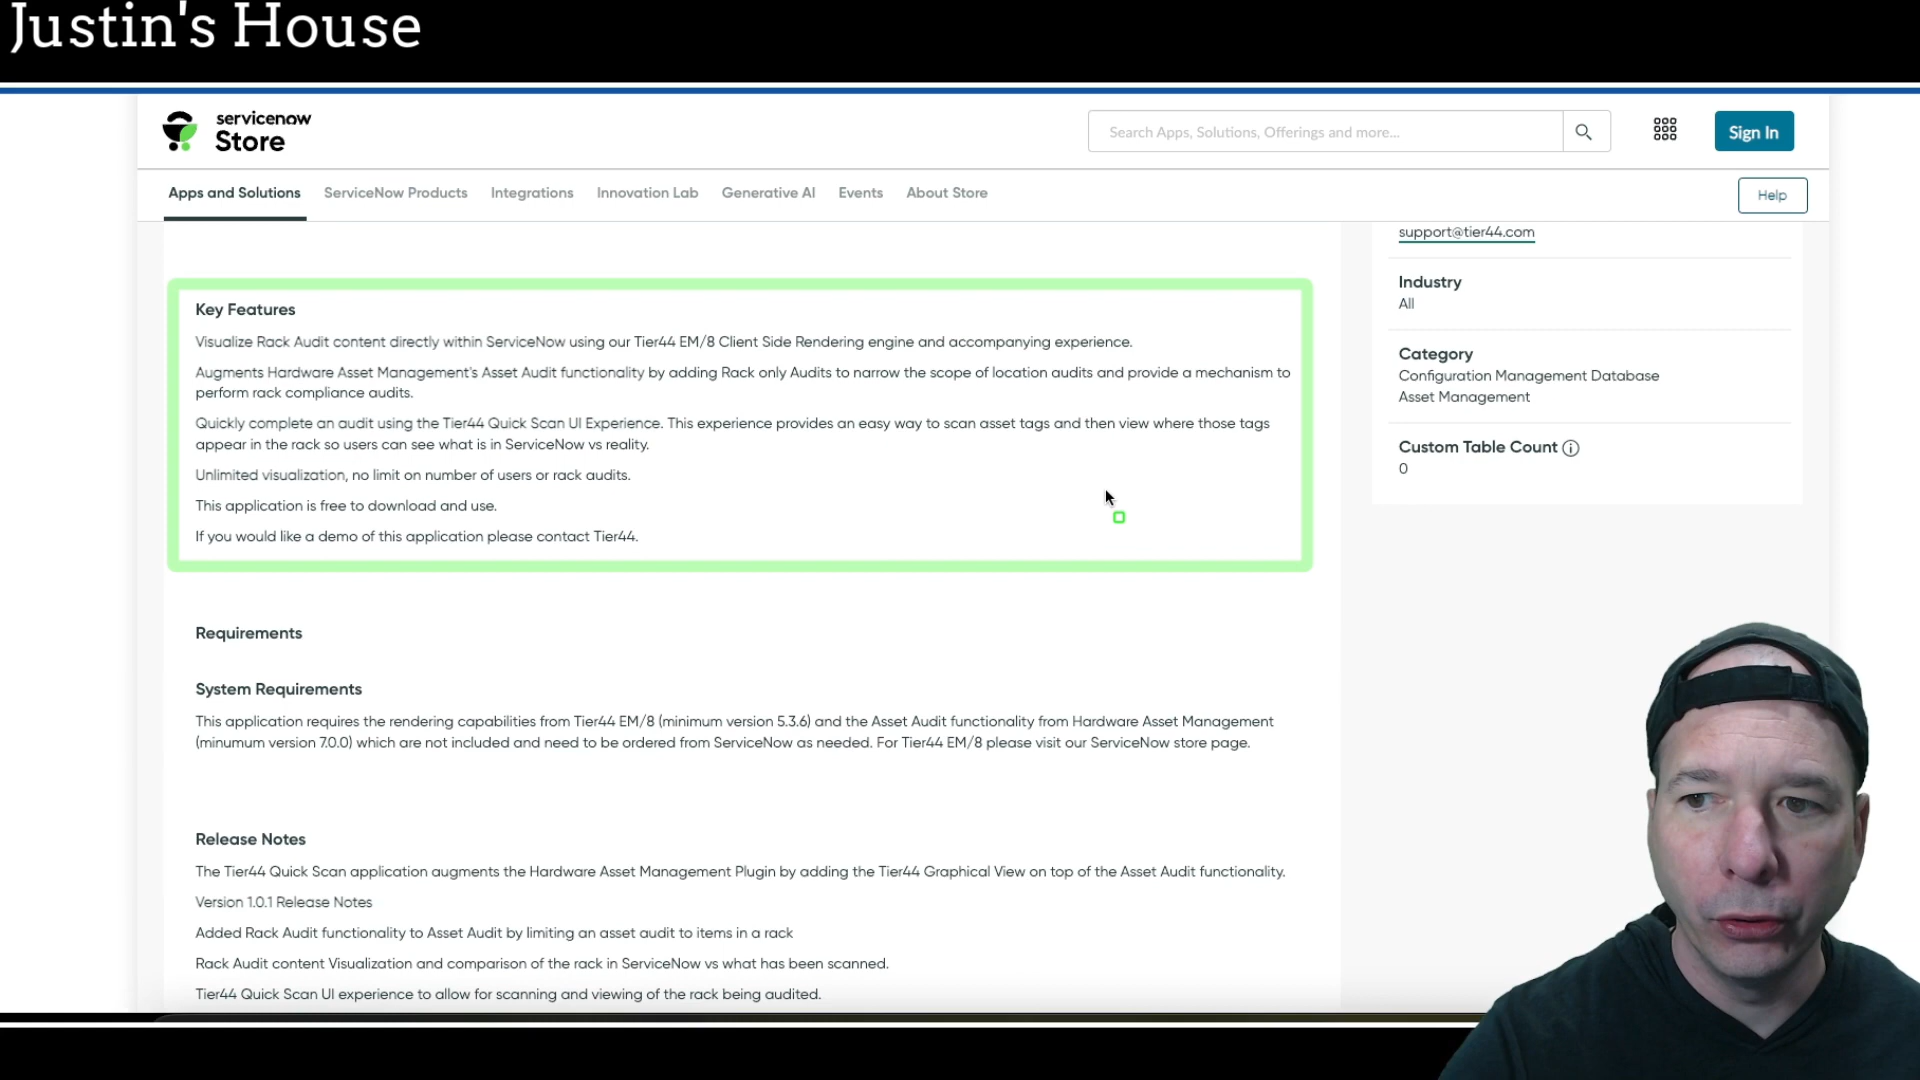 Justin's House
servicenow
Store
Search Apps, Solutions, Offerings and more...
Sign In
Apps and Solutions
ServiceNow Products
Integrations
Innovation Lab
Generative AI
Events
About Store
Help
support@tier44.com
Key Features
Visualize Rack Audit content directly within ServiceNow using our Tier44 EM/8 Client Side Rendering engine and accompanying experience.
Augments Hardware Asset Management's Asset Audit functionality by adding Rack only Audits to narrow the scope of location audits and provide a mechanism to
perform rack compliance audits.
Quickly complete an audit using the Tier44 Quick Scan UI Experience. This experience provides an easy way to scan asset tags and then view where those tags
appear in the rack so users can see what is in ServiceNow vs reality.
Unlimited visualization, no limit on number of users or rack audits.
This application is free to download and use.
If you would like a demo of this application please contact Tier44.
Industry
All
Category
Configuration Management Database
Asset Management
Custom Table Count
0
Requirements
System Requirements
This application requires the rendering capabilities from Tier44 EM/8 (minimum version 5.3.6) and the Asset Audit functionality from Hardware Asset Management
(minumum version 7.0.0) which are not included and need to be ordered from ServiceNow as needed. For Tier44 EM/8 please visit our ServiceNow store page.
Release Notes
The Tier44 Quick Scan application augments the Hardware Asset Management Plugin by adding the Tier44 Graphical View on top of the Asset Audit functionality.
Version 1.0.1 Release Notes
Added Rack Audit functionality to Asset Audit by limiting an asset audit to items in a rack
Rack Audit content Visualization and comparison of the rack in ServiceNow vs what has been scanned.
Tier44 Quick Scan UI experience to allow for scanning and viewing of the rack being audited.